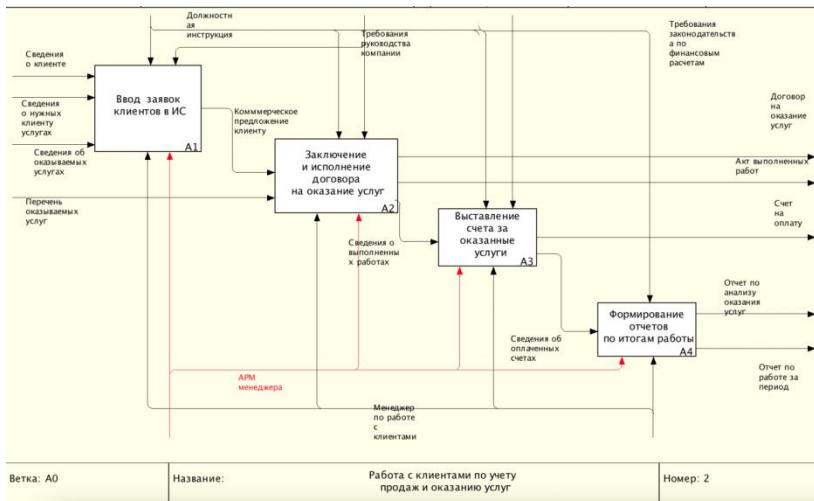 Должностн
ая
инструкция
Требования
руководства
компании
Требования
законодательств
а по
финансовым
расчетам
Сведения
о клиенте
Ввод заявок
клиентов в ИС
A1
Сведения
о нужных
клиенту
услугах
Комммерческое
предложение
клиенту
Договор
на
оказание
услуг
Сведения об
оказываемых
услугах
Заключение
и исполнение
договора
на оказание услуг
A2
Акт выполненных
работ
Перечень
оказываемых
услуг
Выставление
счета за
оказанные
услуги
A3
Счет
на
оплату
Сведения о
выполненны
х работах
Отчет по
анализу
оказания
услуг
Формирование
отчетов
по итогам работы
A4
Сведения об
оплаченных
счетах
Отчет по
работе за
период
АРМ
менеджера
Менеджер
по работе
с
клиентами
Ветка: A0
Название:
Работа с клиентами по учету
продаж и оказанию услуг
Номер: 2